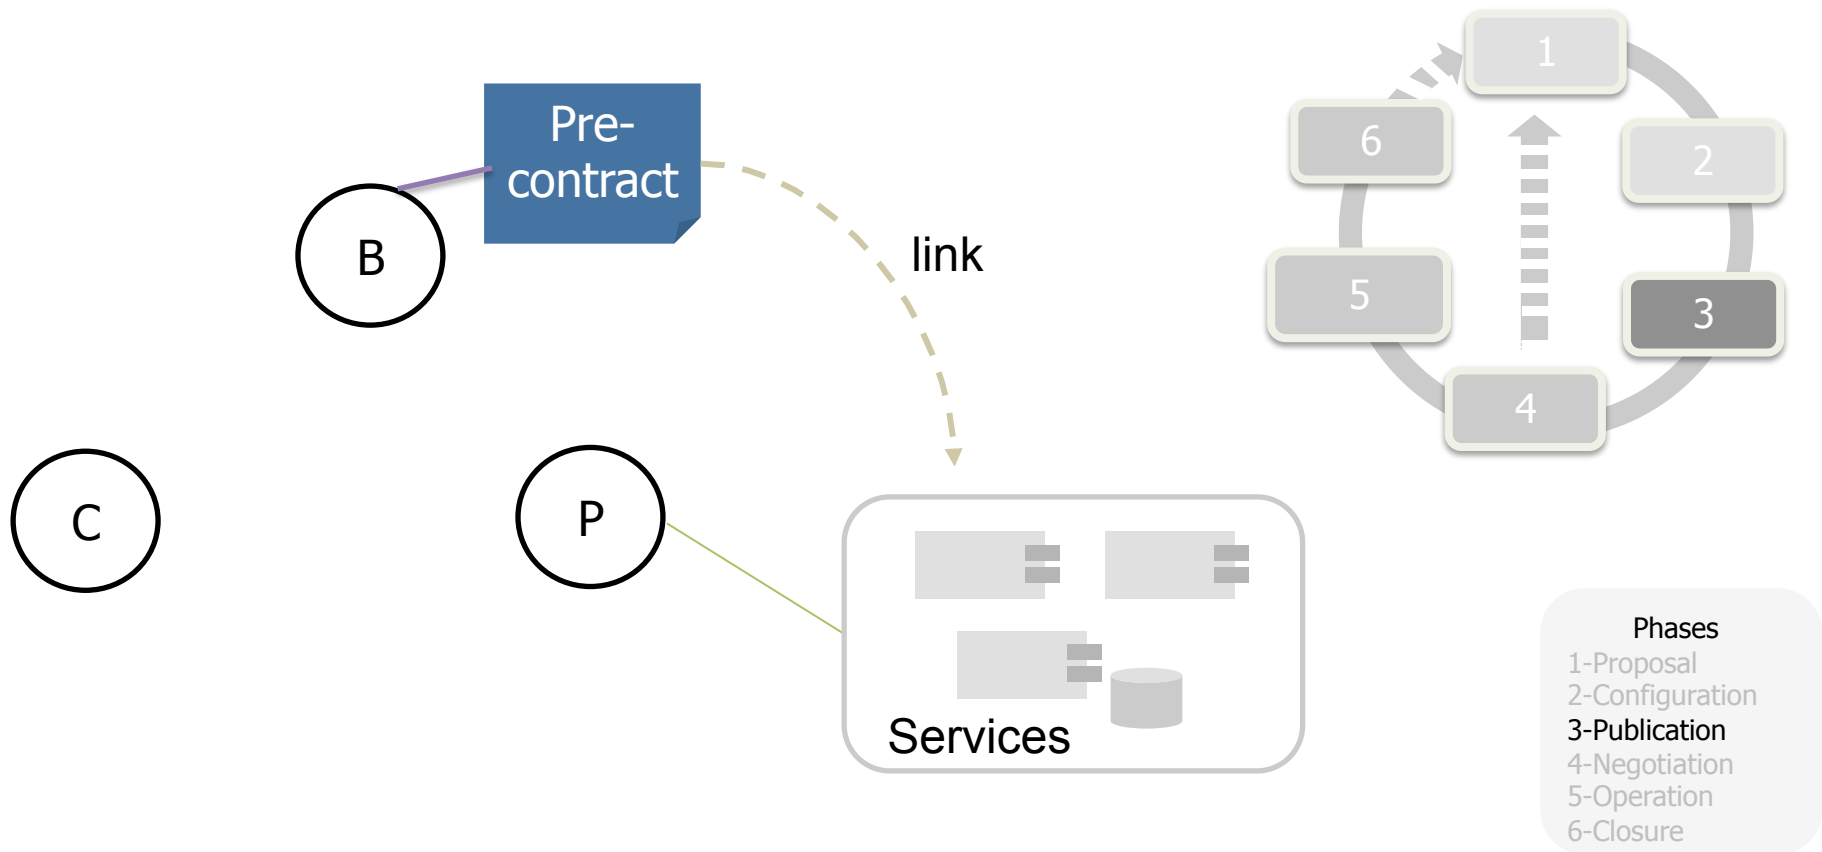 Pre-
contract
B
link
C
P
Services
1
2
3
4
5
6
Phases
1-Proposal
2-Configuration
3-Publication
4-Negotiation
5-Operation
6-Closure